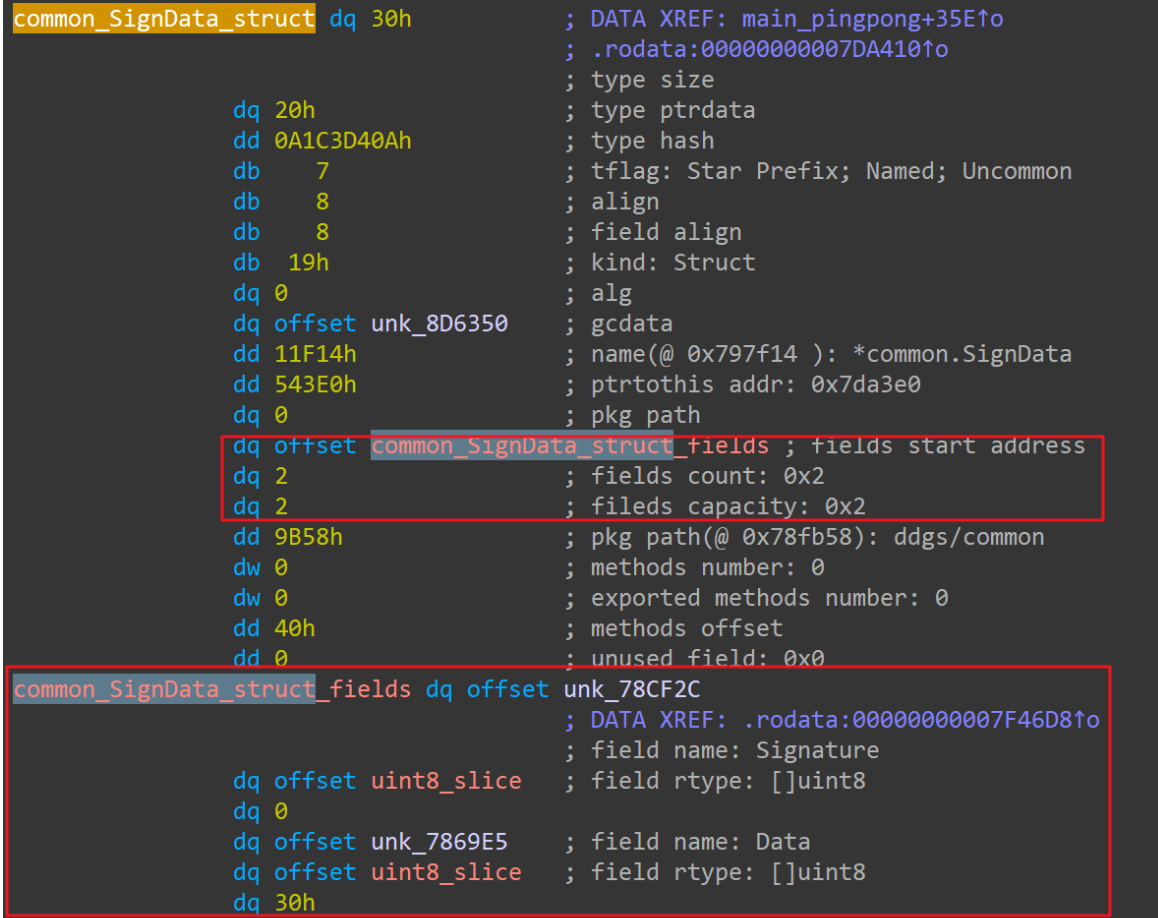 common_SignData_struct dq 30h ; DATA XREF: main_pingpong+35E↑o
; .rodata:00000000007DA410↑o
; type size
dq 20h ; type ptrdata
dd 0A1C3D40Ah ; type hash
db 7 ; tflag: Star Prefix; Named; Uncommon
db 8 ; align
db 8 ; field align
db 19h ; kind: Struct
dq 0 ; alg
dq offset unk_8D6350 ; gcdata
dd 11F14h ; name(@ 0x797f14 ): *common.SignData
dd 543E0h ; ptrtothis addr: 0x7da3e0
dq 0 ; pkg path
dq offset common_SignData_struct_fields ; fields start address
dq 2 ; fields count: 0x2
dq 2 ; fileds capacity: 0x2
dd 9B58h ; pkg path(@ 0x78fb58): ddgs/common
dw 0 ; methods number: 0
dw 0 ; exported methods number: 0
dd 40h ; methods offset
dd 0 ; unused field: 0x0
common_SignData_struct_fields dq offset unk_78CF2C
; DATA XREF: .rodata:00000000007F46D8↑o
; field name: Signature
dq offset uint8_slice ; field rtype: []uint8
dq 0
dq offset unk_7869E5 ; field name: Data
dq offset uint8_slice ; field rtype: []uint8
dq 30h